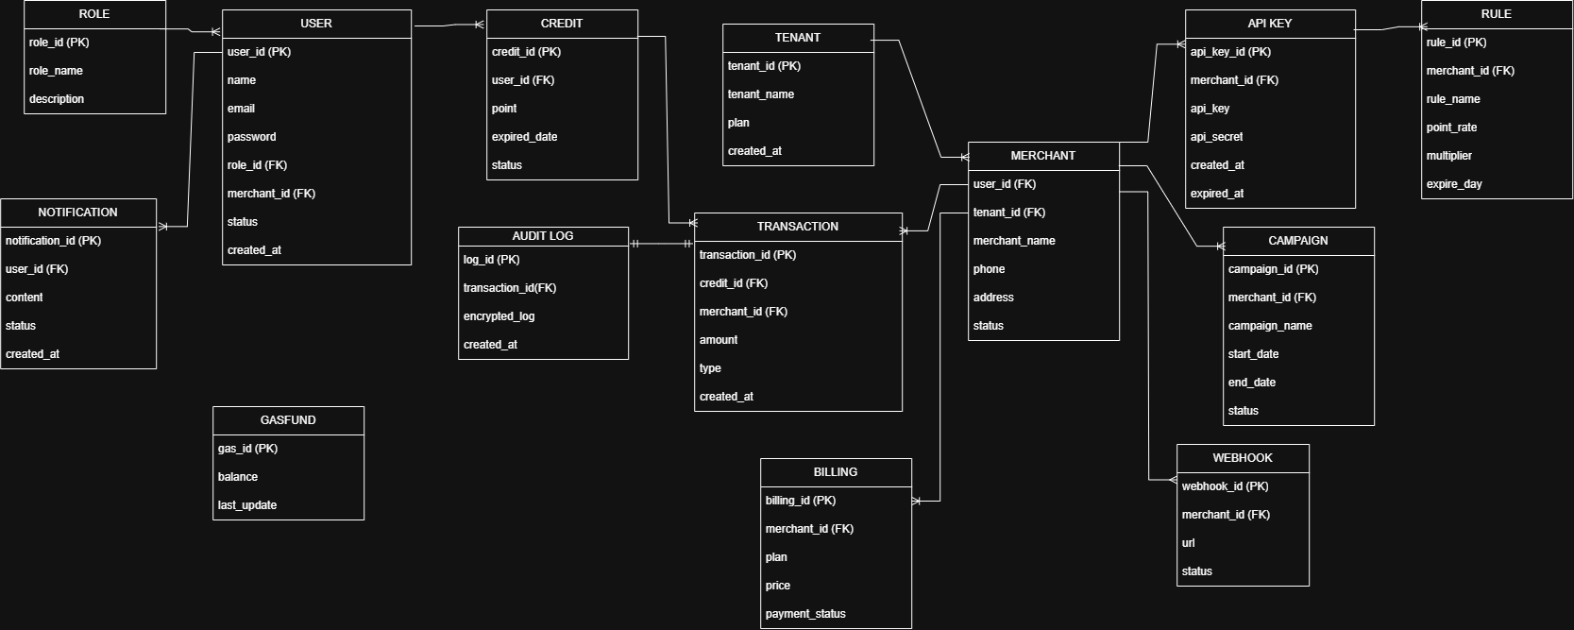 ROLE
role_id (PK)
role_name
description
USER
user_id (PK)
name
email
password
role_id (FK)
merchant_id (FK)
status
created_at
CREDIT
credit_id (PK)
user_id (FK)
point
expired_date
status
TENANT
tenant_id (PK)
tenant_name
plan
created_at
MERCHANT
user_id (FK)
tenant_id (FK)
merchant_name
phone
address
status
API KEY
api_key_id (PK)
merchant_id (FK)
api_key
api_secret
created_at
expired_at
RULE
rule_id (PK)
merchant_id (FK)
rule_name
point_rate
multiplier
expire_day
NOTIFICATION
notification_id (PK)
user_id (FK)
content
status
created_at
AUDIT LOG
log_id (PK)
transaction_id(FK)
encrypted_log
created_at
TRANSACTION
transaction_id (PK)
credit_id (FK)
merchant_id (FK)
amount
type
created_at
CAMPAIGN
campaign_id (PK)
merchant_id (FK)
campaign_name
start_date
end_date
status
GASFUND
gas_id (PK)
balance
last_update
BILLING
billing_id (PK)
merchant_id (FK)
plan
price
payment_status
WEBHOOK
webhook_id (PK)
merchant_id (FK)
url
status